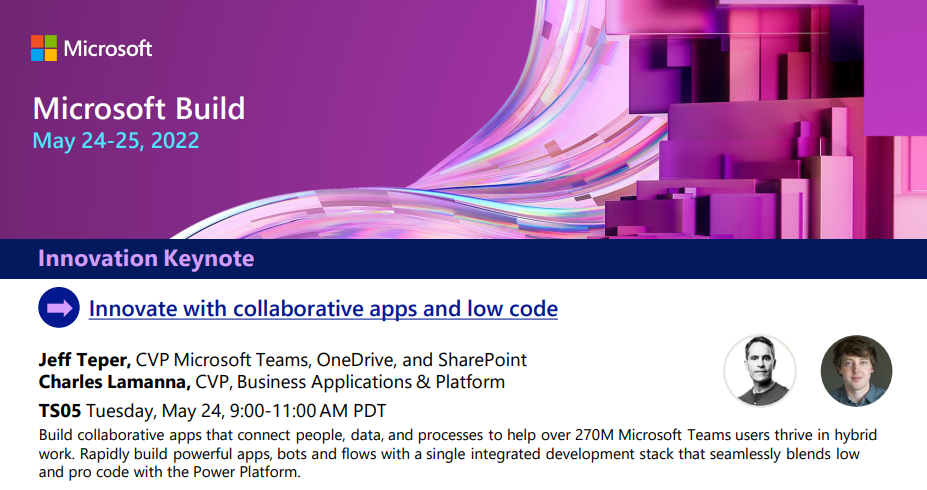 Microsoft
Microsoft Build
May 24-25, 2022
Innovation Keynote
Innovate with collaborative apps and low code
Jeff Teper, CVP Microsoft Teams, OneDrive, and SharePoint
Charles Lamanna, CVP, Business Applications & Platform
TS05 Tuesday, May 24, 9:00-11:00 AM PDT
Build collaborative apps that connect people, data, and processes to help over 270M Microsoft Teams users thrive in hybrid
work. Rapidly build powerful apps, bots and flows with a single integrated development stack that seamlessly blends low
and pro code with the Power Platform.